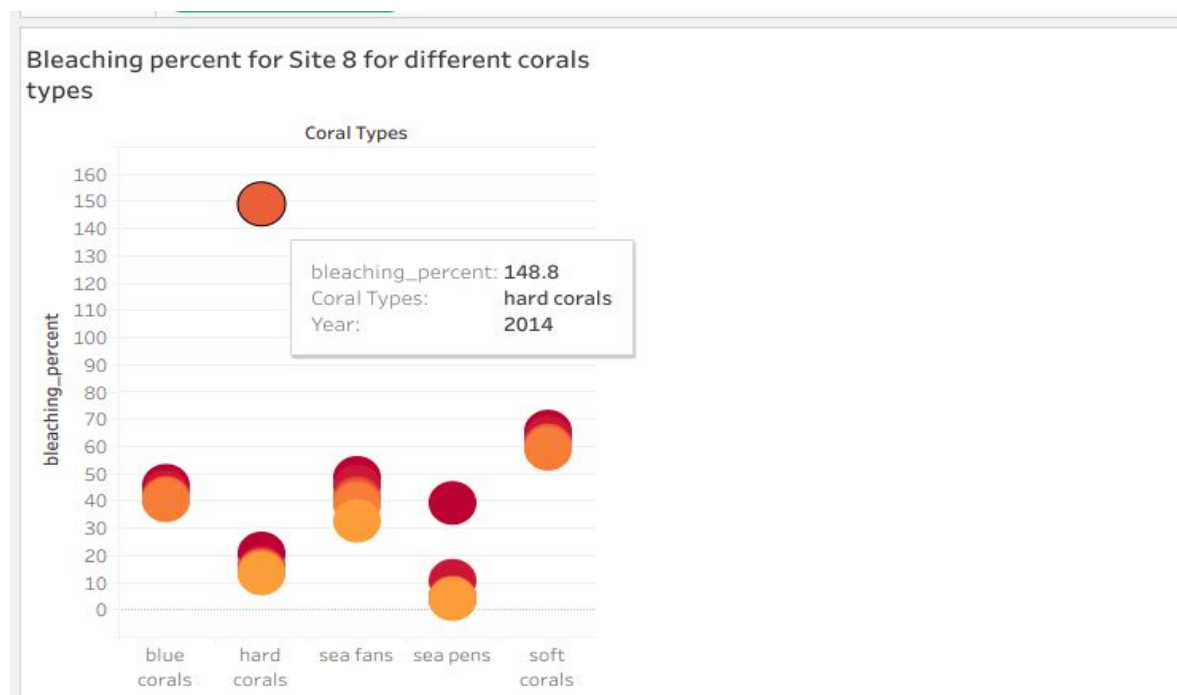 Bleaching percent for Site 8 for different corals
types
Coral Types
160
150
140
130
120
110
100
90
80
70
60
50
40
30
20
10
0
bleaching_percent
bleaching_percent: 148.8
Coral Types: hard corals
Year: 2014
blue corals
hard corals
sea fans
sea pens
soft corals